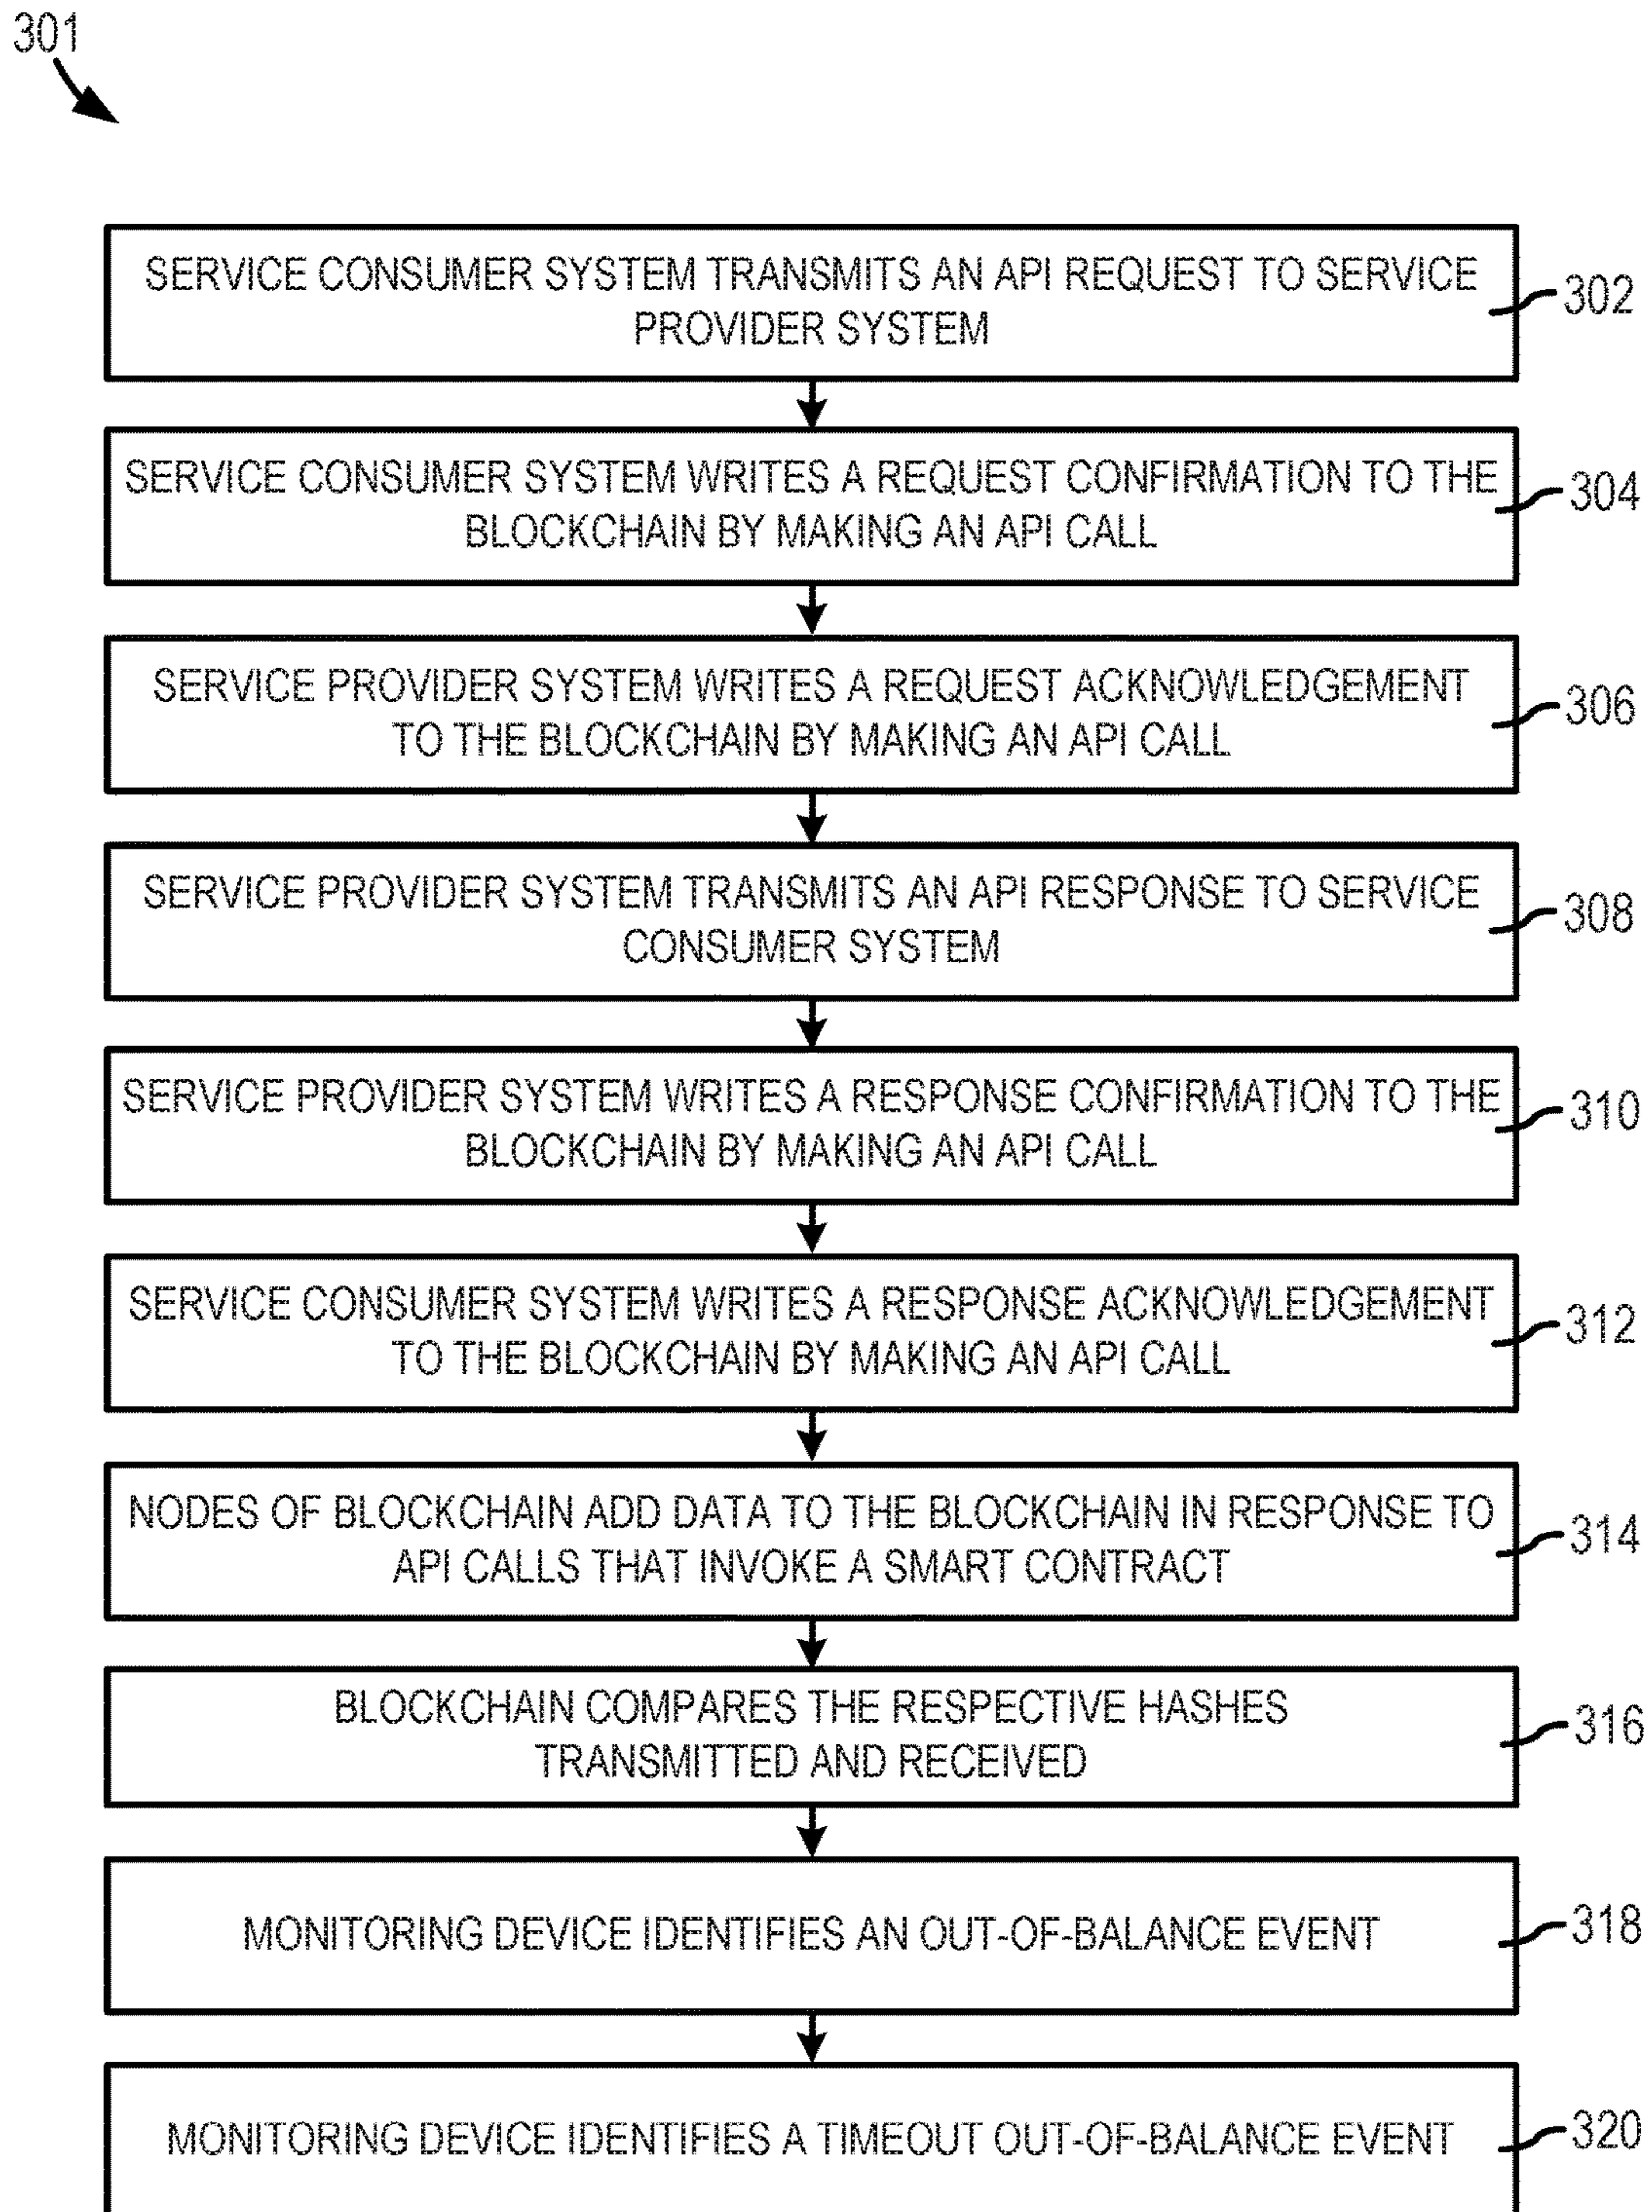 301
SERVICE CONSUMER SYSTEM TRANSMITS AN API REQUEST TO SERVICE
PROVIDER SYSTEM
302
SERVICE CONSUMER SYSTEM WRITES A REQUEST CONFIRMATION TO THE
BLOCKCHAIN BY MAKING AN API CALL
304
SERVICE PROVIDER SYSTEM WRITES A REQUEST ACKNOWLEDGEMENT
TO THE BLOCKCHAIN BY MAKING AN API CALL
306
SERVICE PROVIDER SYSTEM TRANSMITS AN API RESPONSE TO SERVICE
CONSUMER SYSTEM
308
SERVICE PROVIDER SYSTEM WRITES A RESPONSE CONFIRMATION TO THE
BLOCKCHAIN BY MAKING AN API CALL
310
SERVICE CONSUMER SYSTEM WRITES A RESPONSE ACKNOWLEDGEMENT
TO THE BLOCKCHAIN BY MAKING AN API CALL
312
NODES OF BLOCKCHAIN ADD DATA TO THE BLOCKCHAIN IN RESPONSE TO
API CALLS THAT INVOKE A SMART CONTRACT
314
BLOCKCHAIN COMPARES THE RESPECTIVE HASHES
TRANSMITTED AND RECEIVED
316
MONITORING DEVICE IDENTIFIES AN OUT-OF-BALANCE EVENT
318
MONITORING DEVICE IDENTIFIES A TIMEOUT OUT-OF-BALANCE EVENT
320